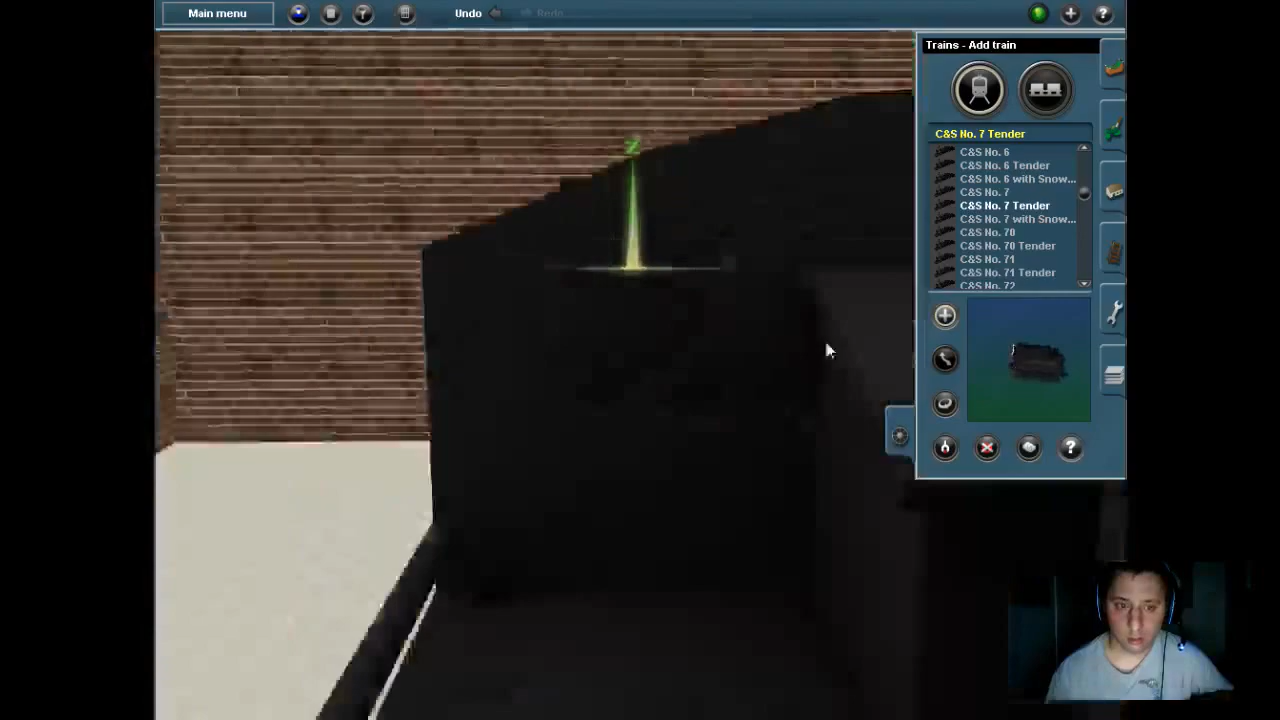 Main menu
Undo
Redo
Trains - Add train
C&S No. 7 Tender
C&S No. 6
C&S No. 6 Tender
C&S No. 6 with Snow...
C&S No. 7
C&S No. 7 Tender
C&S No. 7 with Snow...
C&S No. 70
C&S No. 70 Tender
C&S No. 71
C&S No. 71 Tender
C&S No. 72
Z
?
?